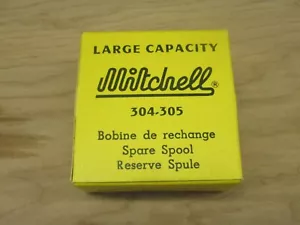 LARGE CAPACITY
Mitchell®
304-305
Bobine de rechange
Spare Spool
Reserve Spule